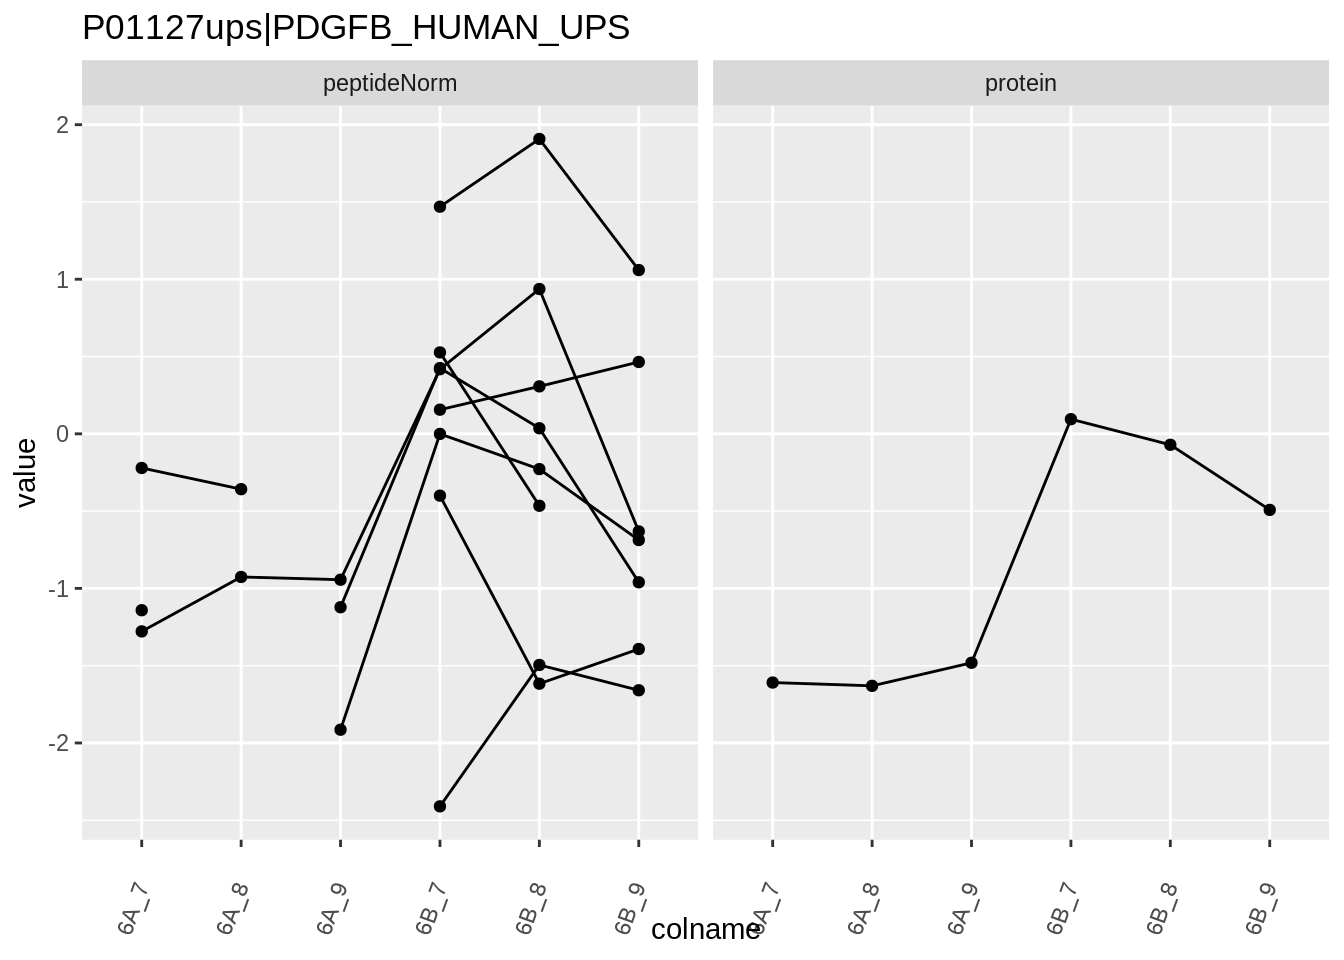 P01127ups|PDGFB_HUMAN_UPS
peptideNorm
protein
2
1
0
-1
-2
value
6A_7
6A_8
6A_9
6B_7
6B_8
6B_9
6A_7
6A_8
6A_9
6B_7
6B_8
6B_9
colname